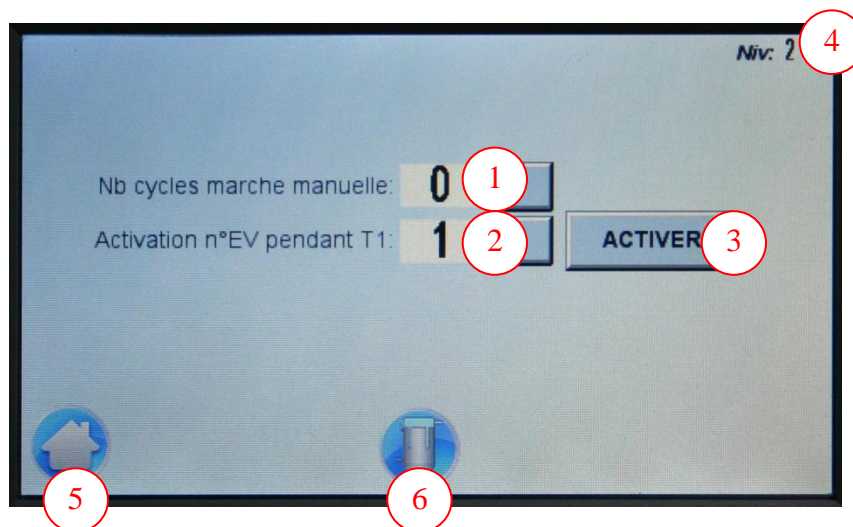 Niv: 2 4
Nb cycles marche manuelle: 0 1
Activation n°EV pendant T1: 1 2 ACTIVER 3
5 6